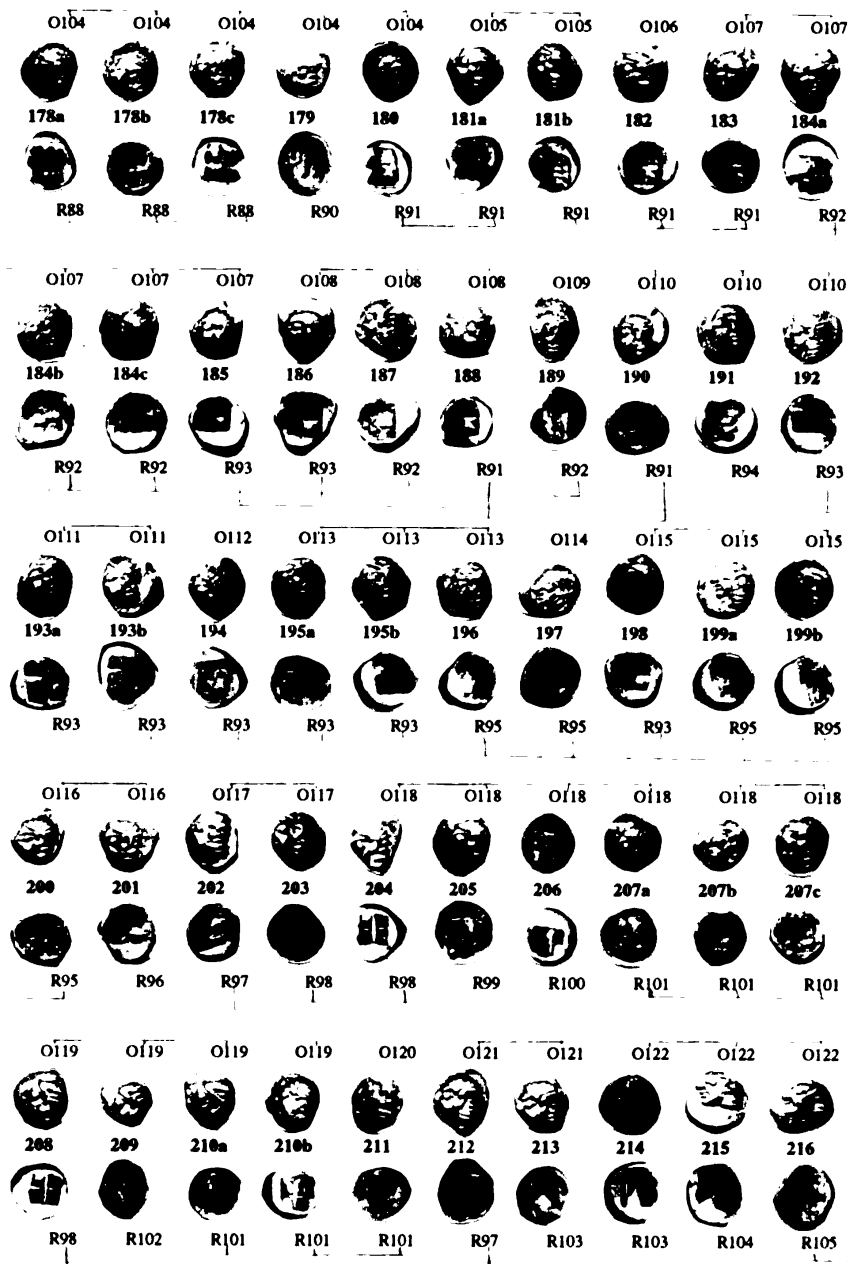 O104 O104 O104 O104 O104 O105 O105 O106 O107 O107
178a 178b 178c 179 180 181a 181b 182 183 184a
R88 R88 R88 R90 R91 R91 R91 R91 R91 R92
O107 O107 O107 O108 O108 O108 O109 O110 O110 O110
184b 184c 185 186 187 188 189 190 191 192
R92 R92 R93 R93 R92 R91 R92 R91 R94 R93
O111 O111 O112 O113 O113 O113 O114 O115 O115 O115
193a 193b 194 195a 195b 196 197 198 199a 199b
R93 R93 R93 R93 R93 R95 R95 R93 R95 R95
O116 O116 O117 O117 O118 O118 O118 O118 O118 O118
200 201 202 203 204 205 206 207a 207b 207c
R95 R96 R97 R98 R98 R99 R100 R101 R101 R101
O119 O119 O119 O119 O120 O121 O121 O122 O122 O122
208 209 210a 210b 211 212 213 214 215 216
R98 R102 R101 R101 R101 R97 R103 R103 R104 R105